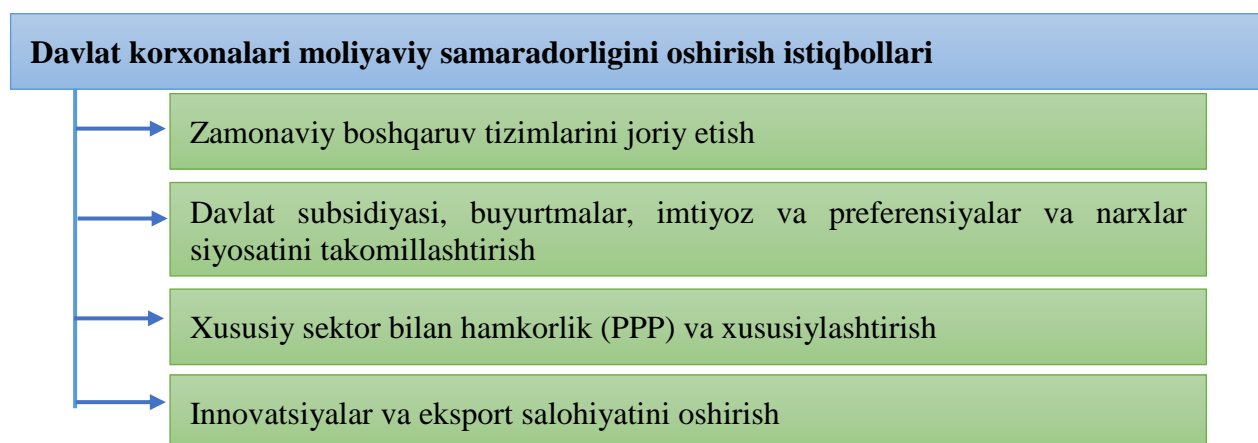 Davlat korxonalari moliyaviy samaradorligini oshirish istiqbollari
Zamonaviy boshqaruv tizimlarini joriy etish
Davlat subsidiyasi, buyurtmalar, imtiyoz va preferensiyalar va narxlar
siyosatini takomillashtirish
Xususiy sektor bilan hamkorlik (PPP) va xususiylashtirish
Innovatsiyalar va eksport salohiyatini oshirish